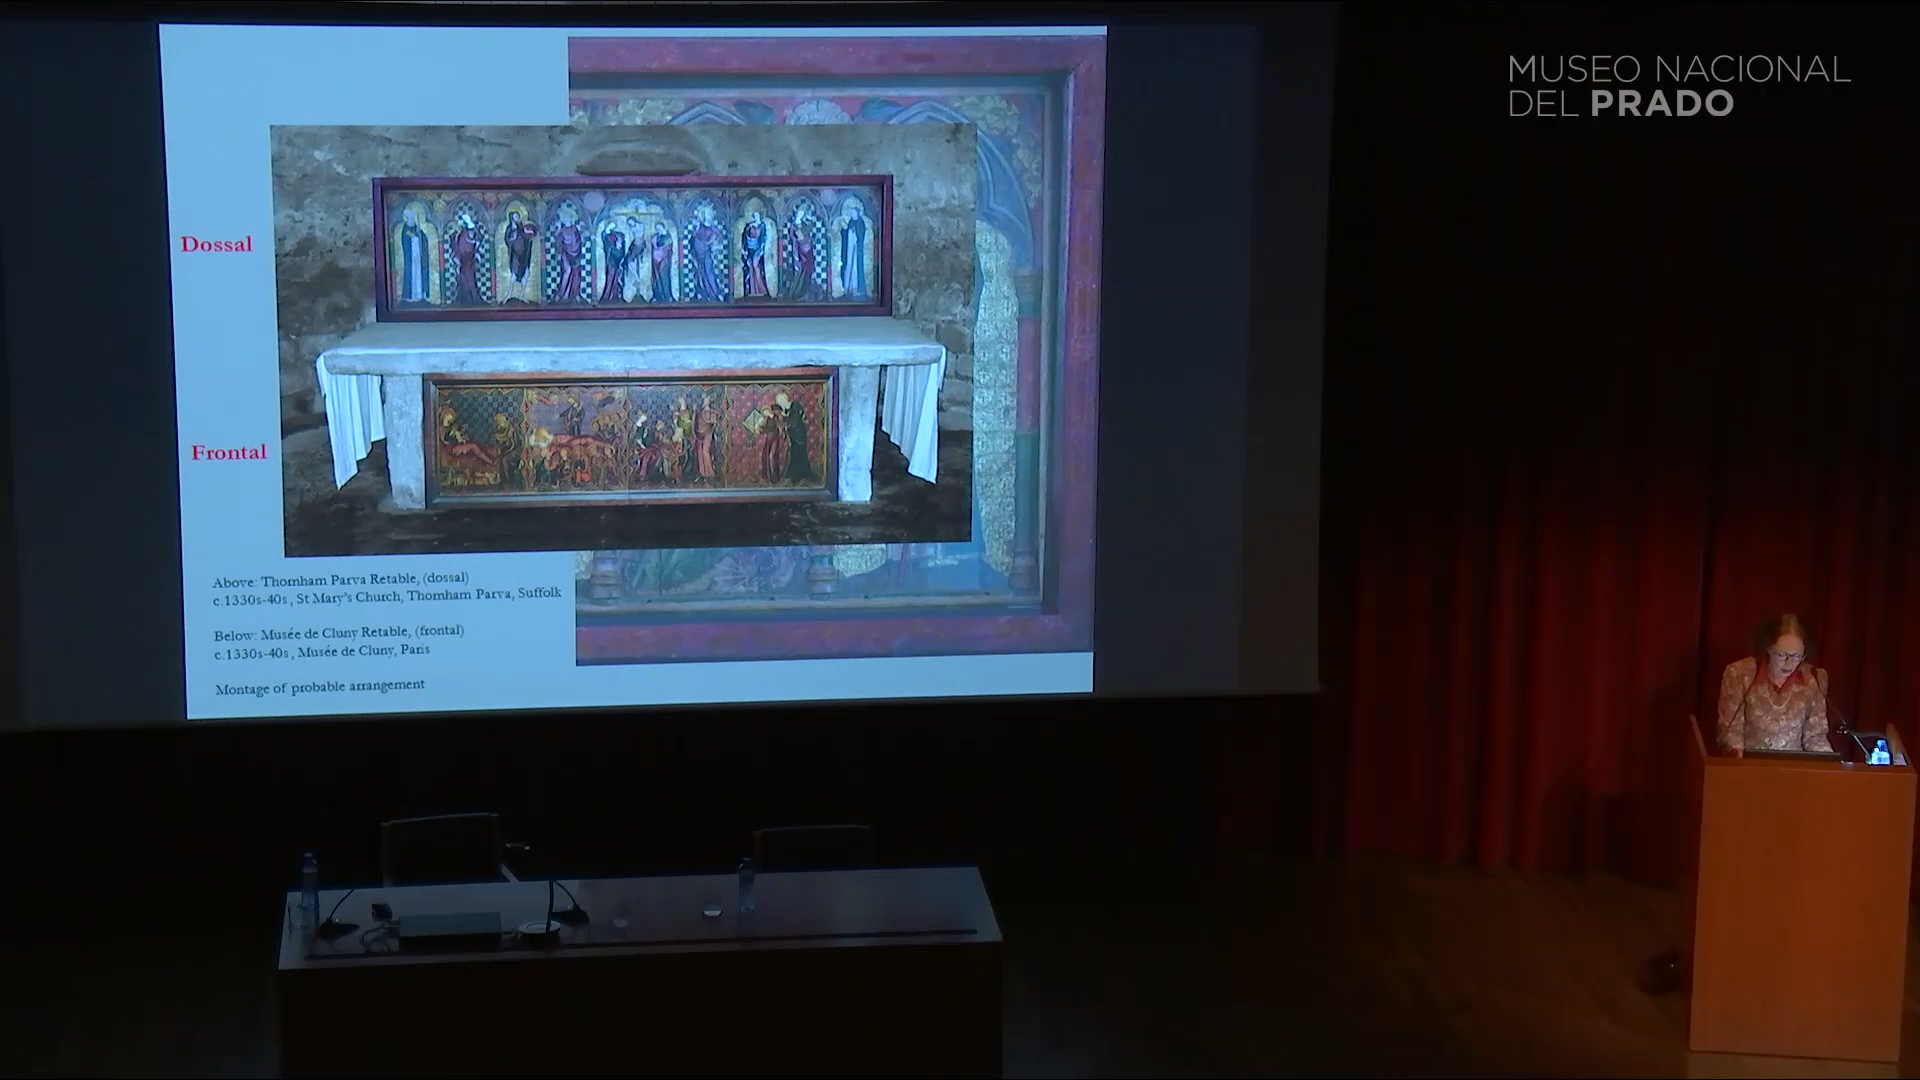 MUSEO NACIONAL
DEL PRADO
Dossal
Frontal
Above: Thornham Parva Retable, (dossal)
c.1330s-40s, St Mary's Church, Thornham Parva, Suffolk
Below: Musée de Cluny Retable, (frontal)
c.1330s-40s, Musée de Cluny, Paris
Montage of probable arrangement